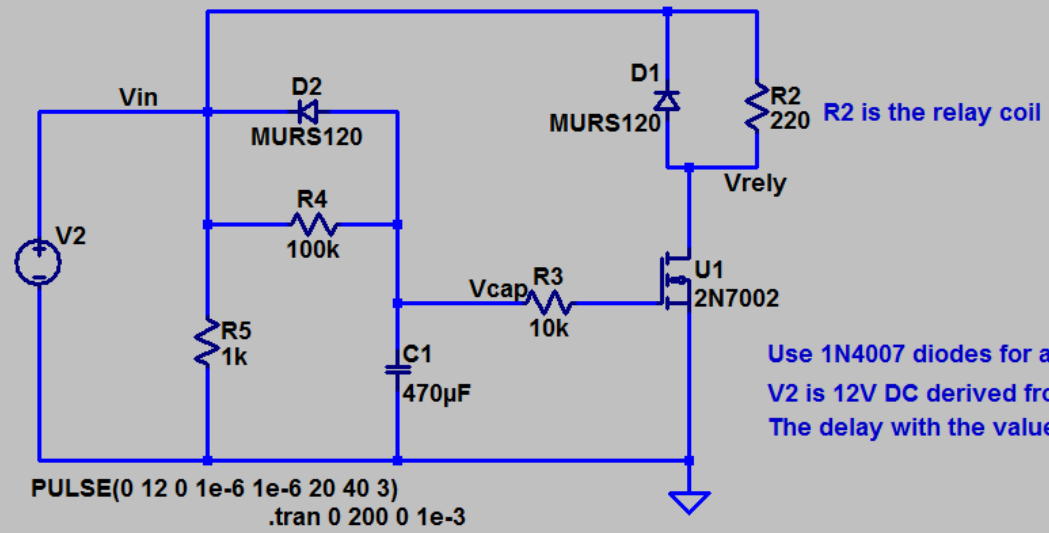 Vin
D2
MURS120
D1
MURS120
R2
220
R2 is the relay coil
Vrely
R4
100k
V2
Vcap
R3
10k
U1
2N7002
R5
1k
C1
470µF
Use 1N4007 diodes for a
V2 is 12V DC derived fro
The delay with the value
PULSE(0 12 0 1e-6 1e-6 20 40 3)
.tran 0 200 0 1e-3